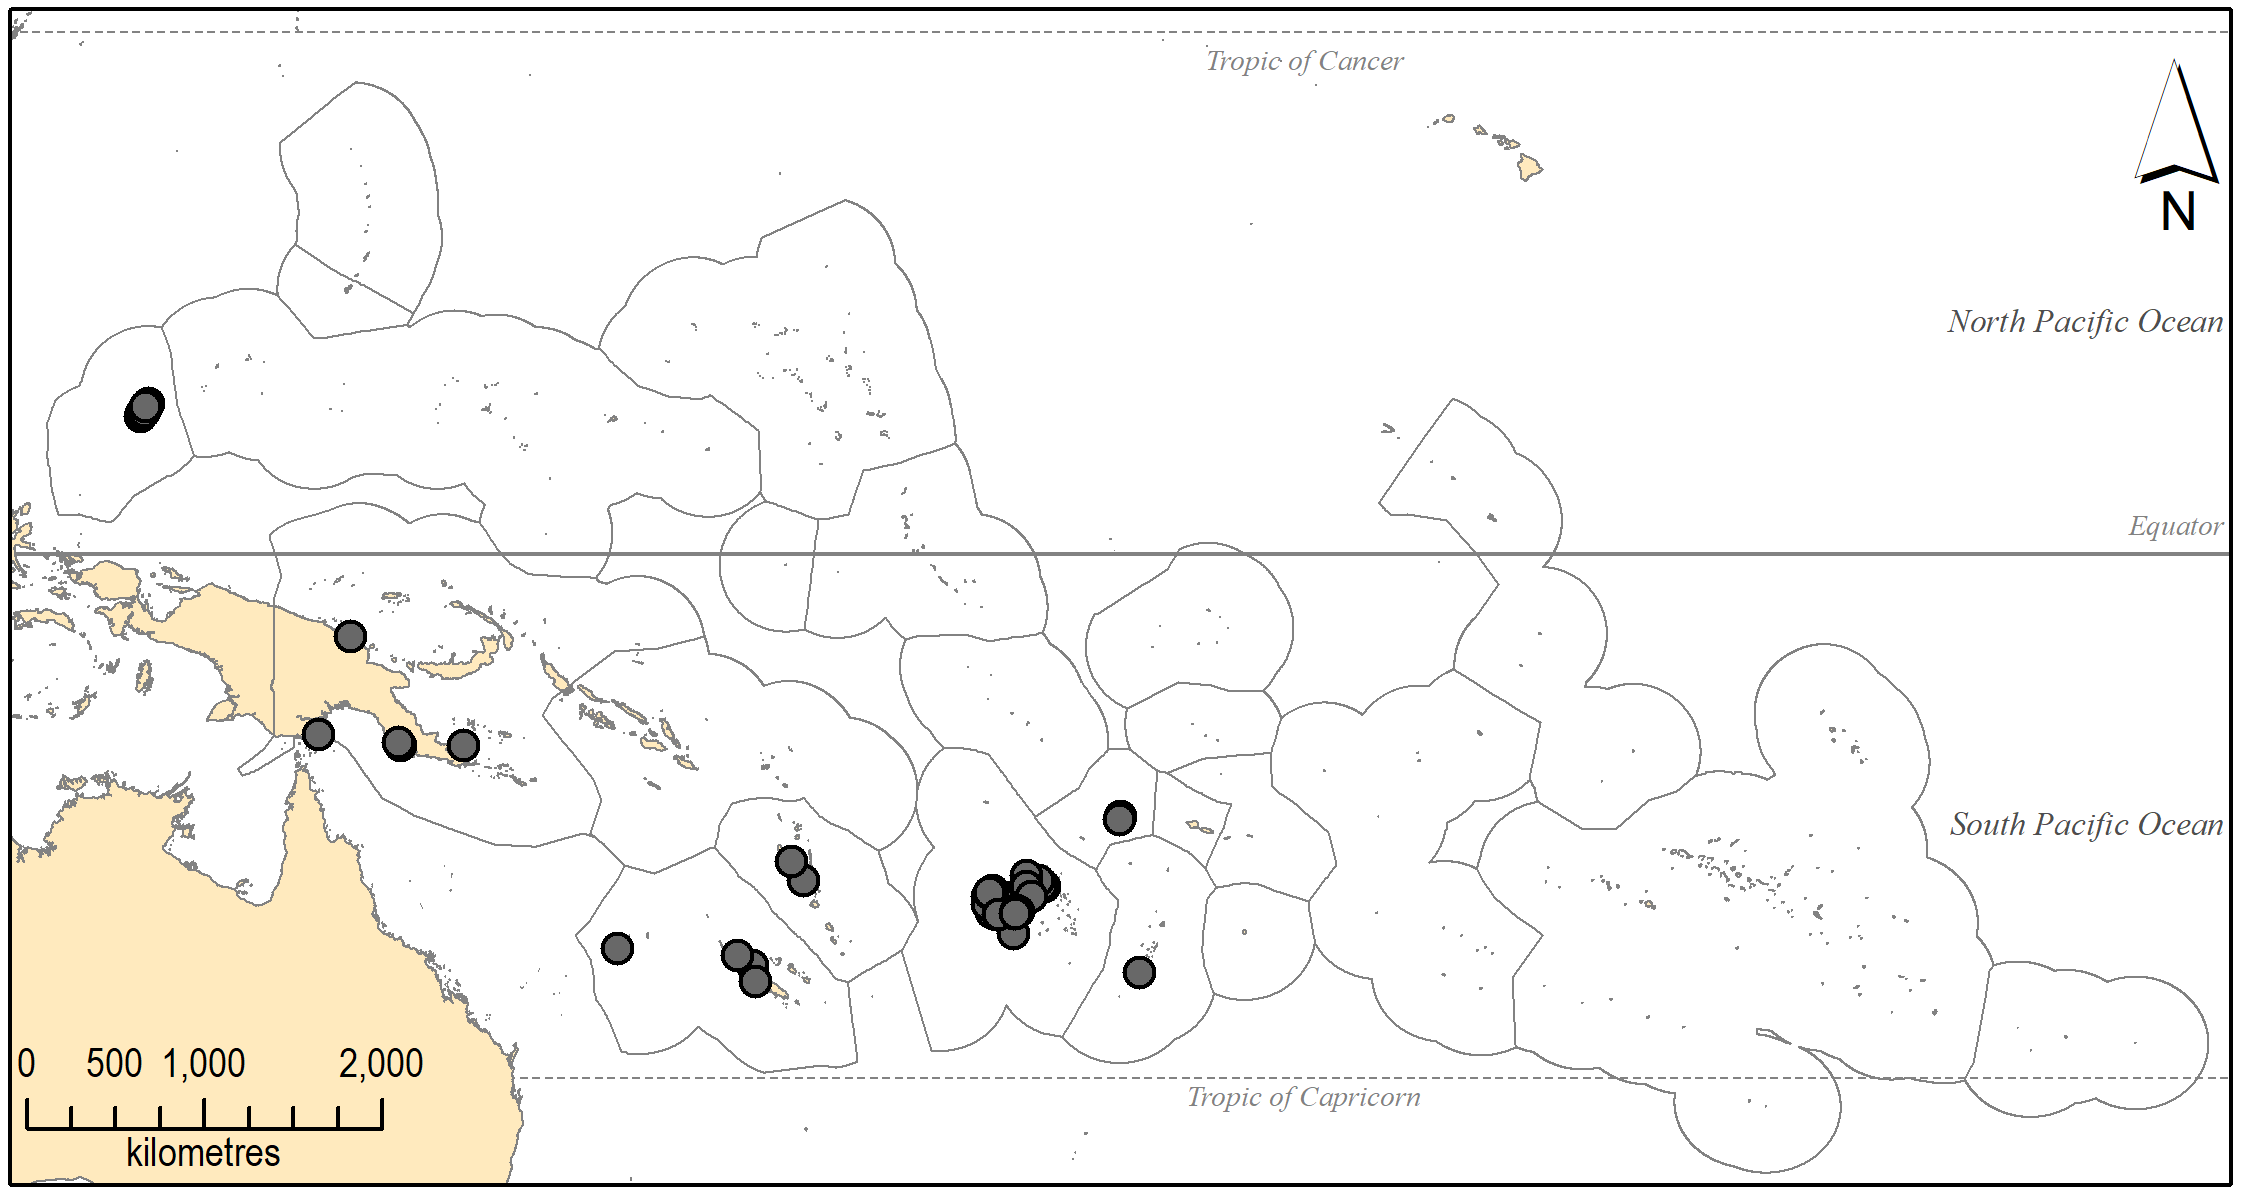 Tropic of Cancer
N
North Pacific Ocean
Equator
South Pacific Ocean
0 500 1,000 2,000
kilometres
Tropic of Capricorn